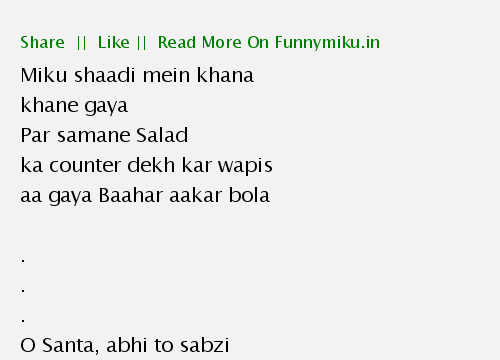 Share || Like || Read More On Funnymiku.in
Miku shaadi mein khana
khane gaya
Par samane Salad
ka counter dekh kar wapis
aa gaya Baahar aakar bola
.
.
.
O Santa, abhi to sabzi